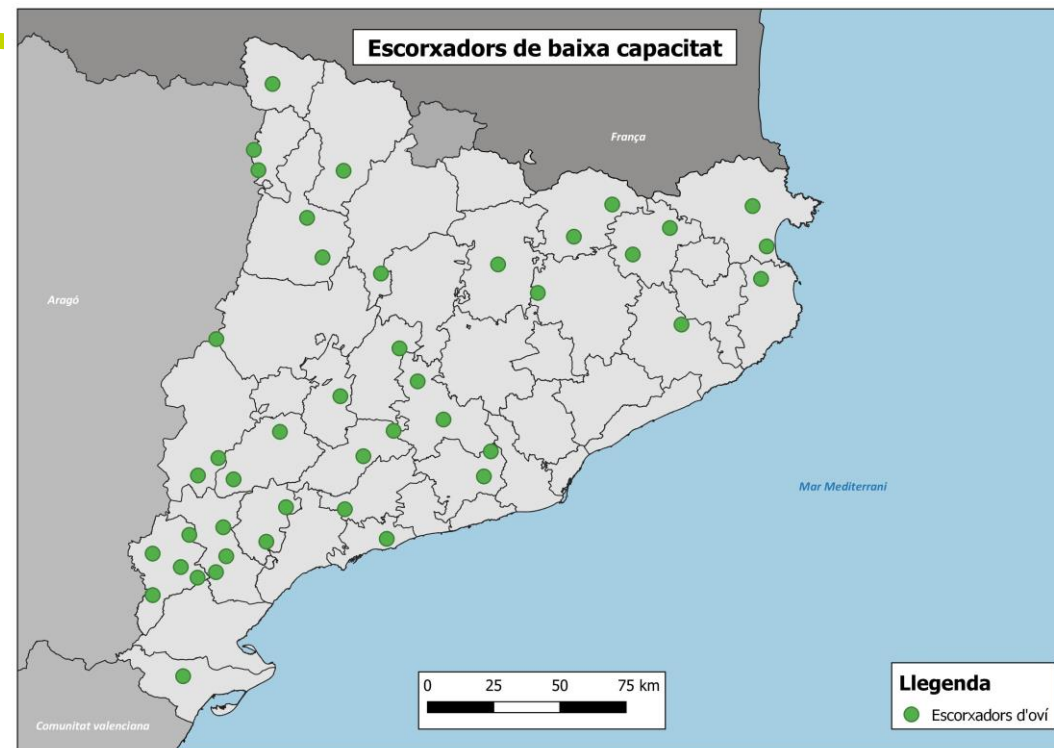 Escorxadors de baixa capacitat
França
Aragó
Mar Mediterrani
0 25 50 75 km
Llegenda
Escorxadors d'oví
Comunitat valenciana